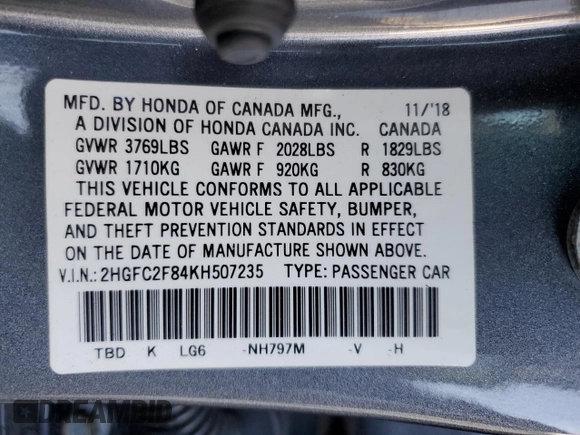 MFD. BY HONDA OF CANADA MFG., 11/'18
A DIVISION OF HONDA CANADA INC. CANADA
GVWR 3769LBS GAWR F 2028LBS R 1829LBS
GVWR 1710KG GAWR F 920KG R 830KG
THIS VEHICLE CONFORMS TO ALL APPLICABLE
FEDERAL MOTOR VEHICLE SAFETY, BUMPER,
AND THEFT PREVENTION STANDARDS IN EFFECT
ON THE DATE OF MANUFACTURE SHOWN ABOVE.
V.I.N.: 2HGFC2F84KH507235 TYPE: PASSENGER CAR
TBD K LG6 -NH797M -V -H
DREAMBID